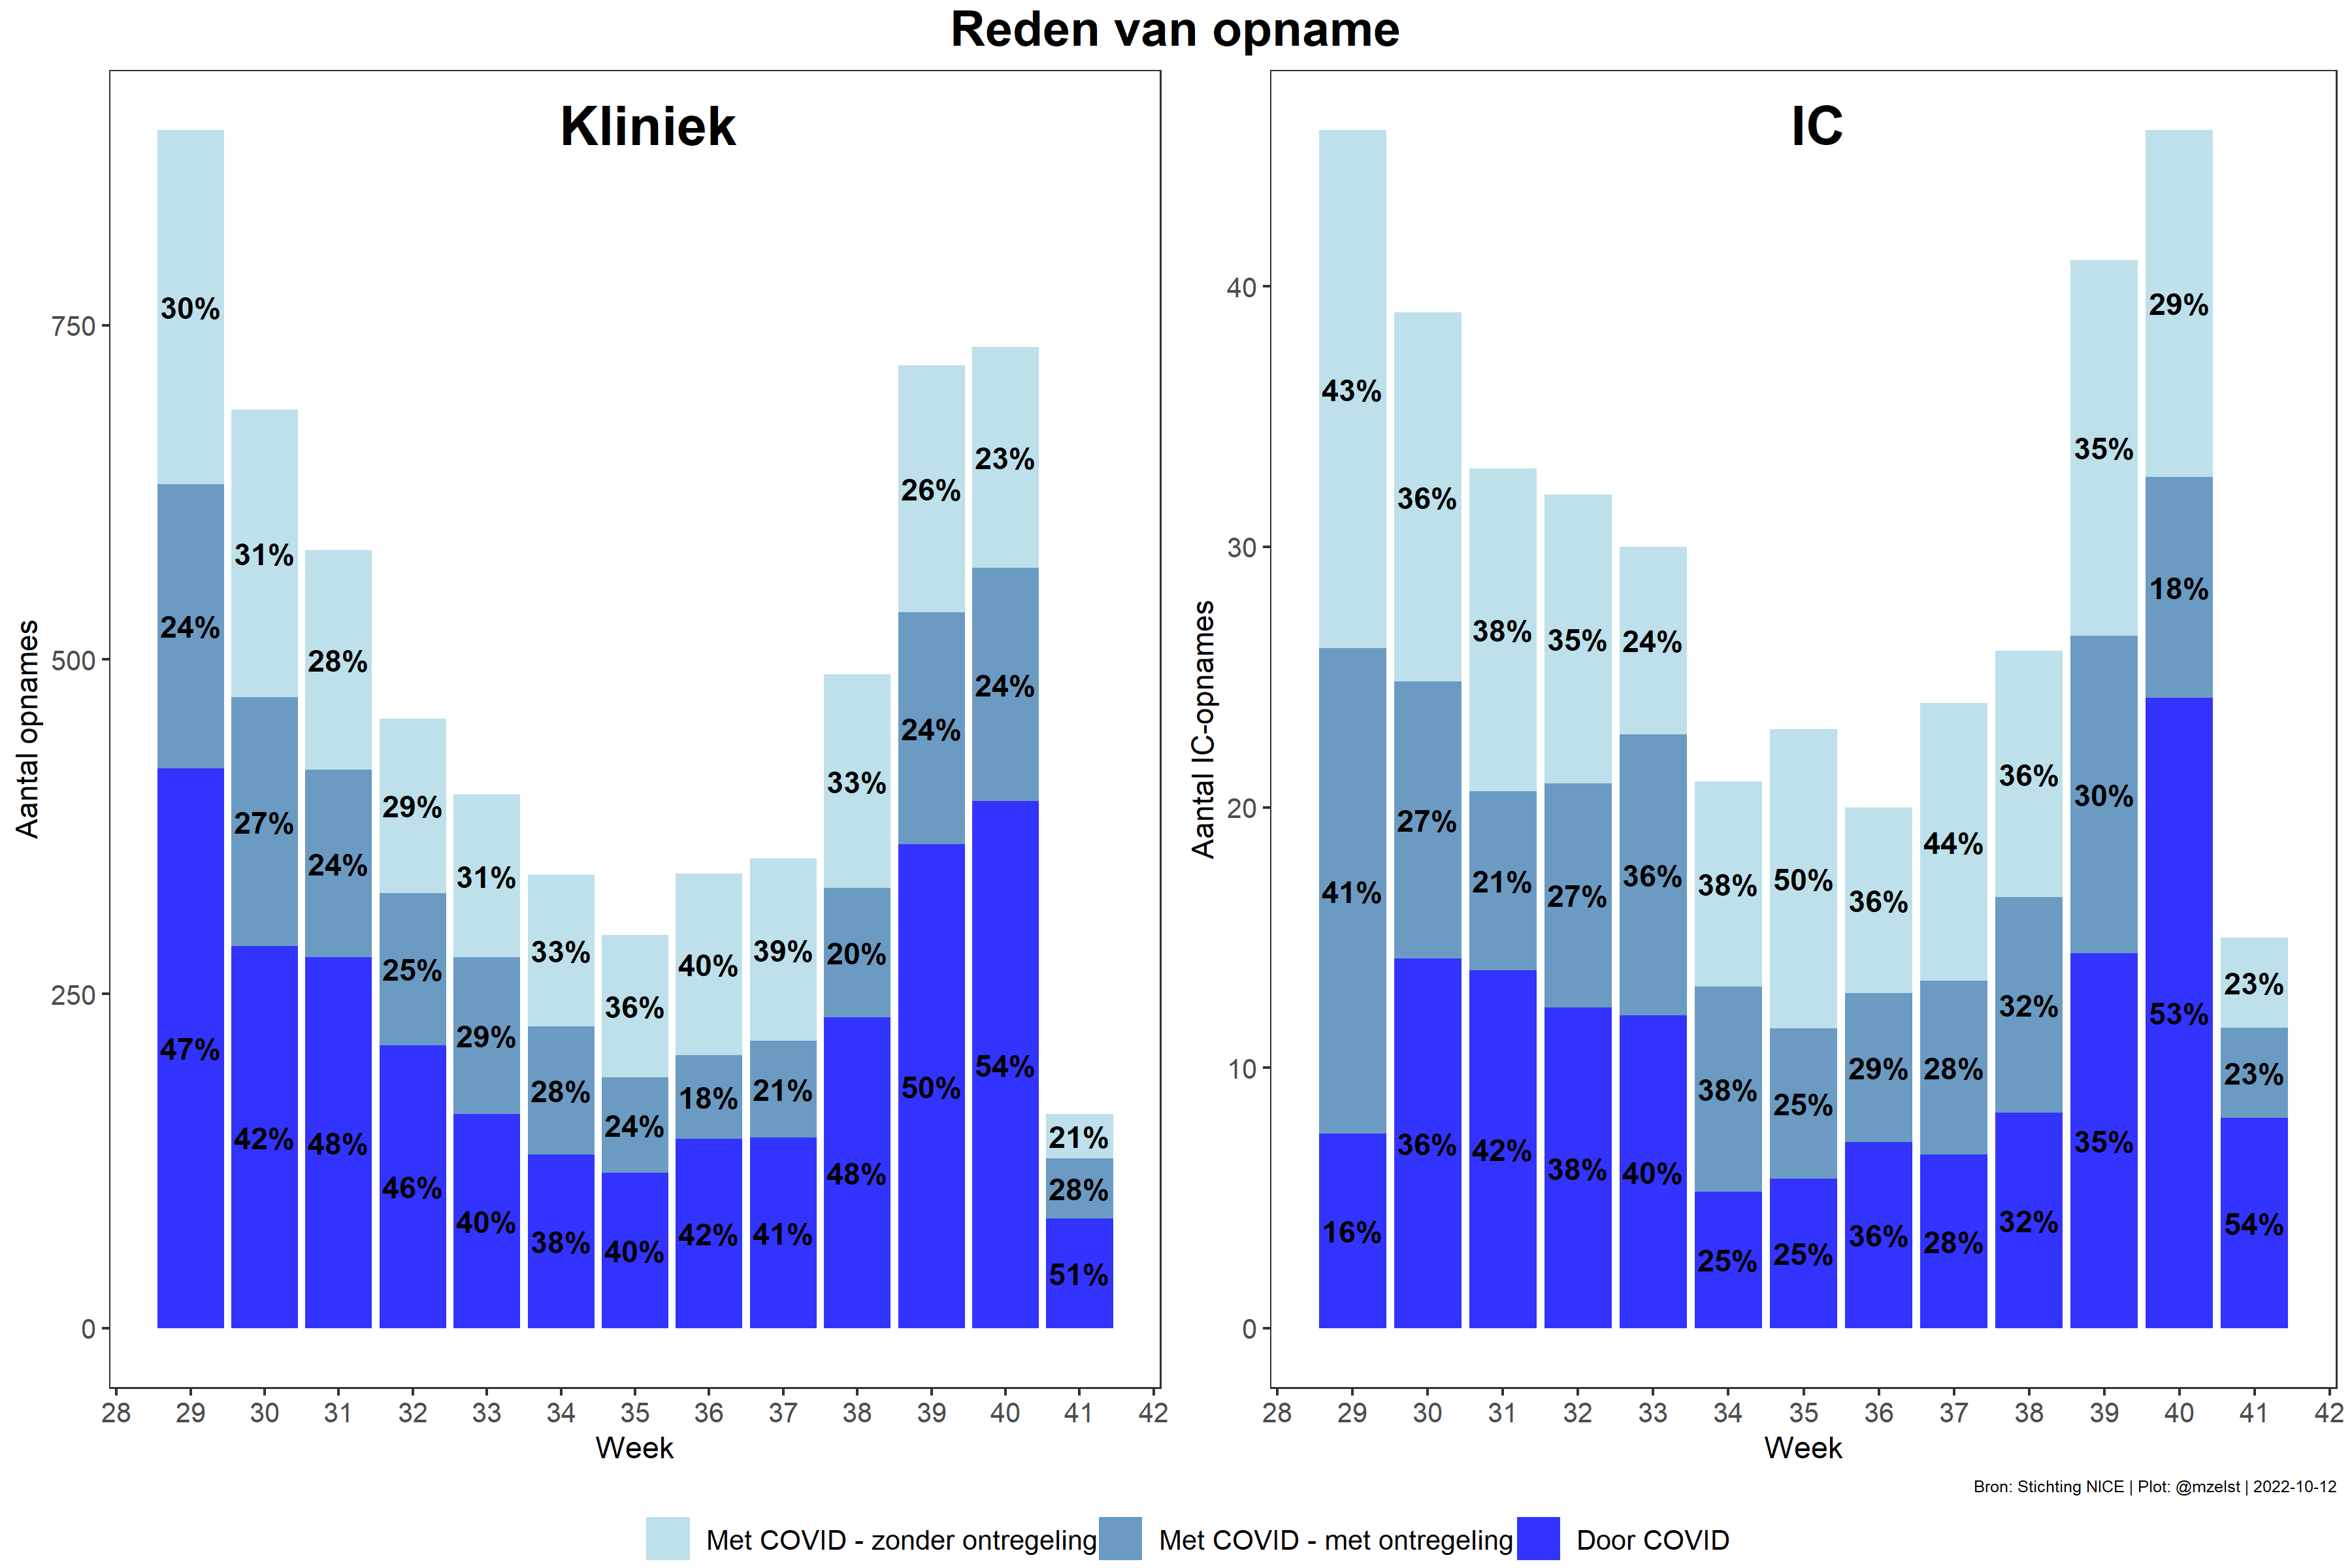 Reden van opname
Kliniek
Aantal opnames
750
500
250
0
30% 31% 28% 29% 31% 33% 36% 40% 39% 33% 26% 23% 21%
24% 27% 24% 25% 29% 28% 24% 18% 21% 20% 24% 24% 28%
47% 42% 48% 46% 40% 38% 40% 42% 41% 48% 50% 54% 51%
28 29 30 31 32 33 34 35 36 37 38 39 40 41 42
Week
IC
Aantal IC-opnames
40
30
20
10
0
43% 36% 38% 35% 24% 38% 50% 36% 44% 36% 35% 29% 23%
41% 27% 21% 27% 36% 38% 25% 29% 28% 32% 30% 18% 23%
16% 36% 42% 38% 40% 25% 25% 36% 28% 32% 35% 53% 54%
28 29 30 31 32 33 34 35 36 37 38 39 40 41 42
Week
Bron: Stichting NICE | Plot: @mzelst | 2022-10-12
Met COVID - zonder ontregeling Met COVID - met ontregeling Door COVID